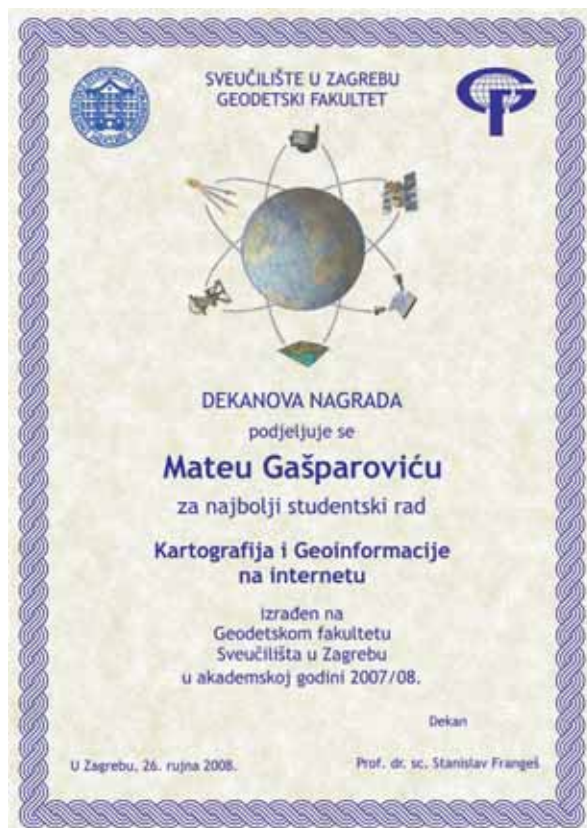 SVEUČILIŠTE U ZAGREBU
GEODETSKI FAKULTET
DEKANOVA NAGRADA
podjeljuje se
Mateu Gašparoviću
za najbolji studentski rad
Kartografija i Geoinformacije
na internetu
izrađen na
Geodetskom fakultetu
Sveučilišta u Zagrebu
u akademskoj godini 2007/08.
Dekan
U Zagrebu, 26. rujna 2008.
Prof. dr. sc. Stanislav Frangeš